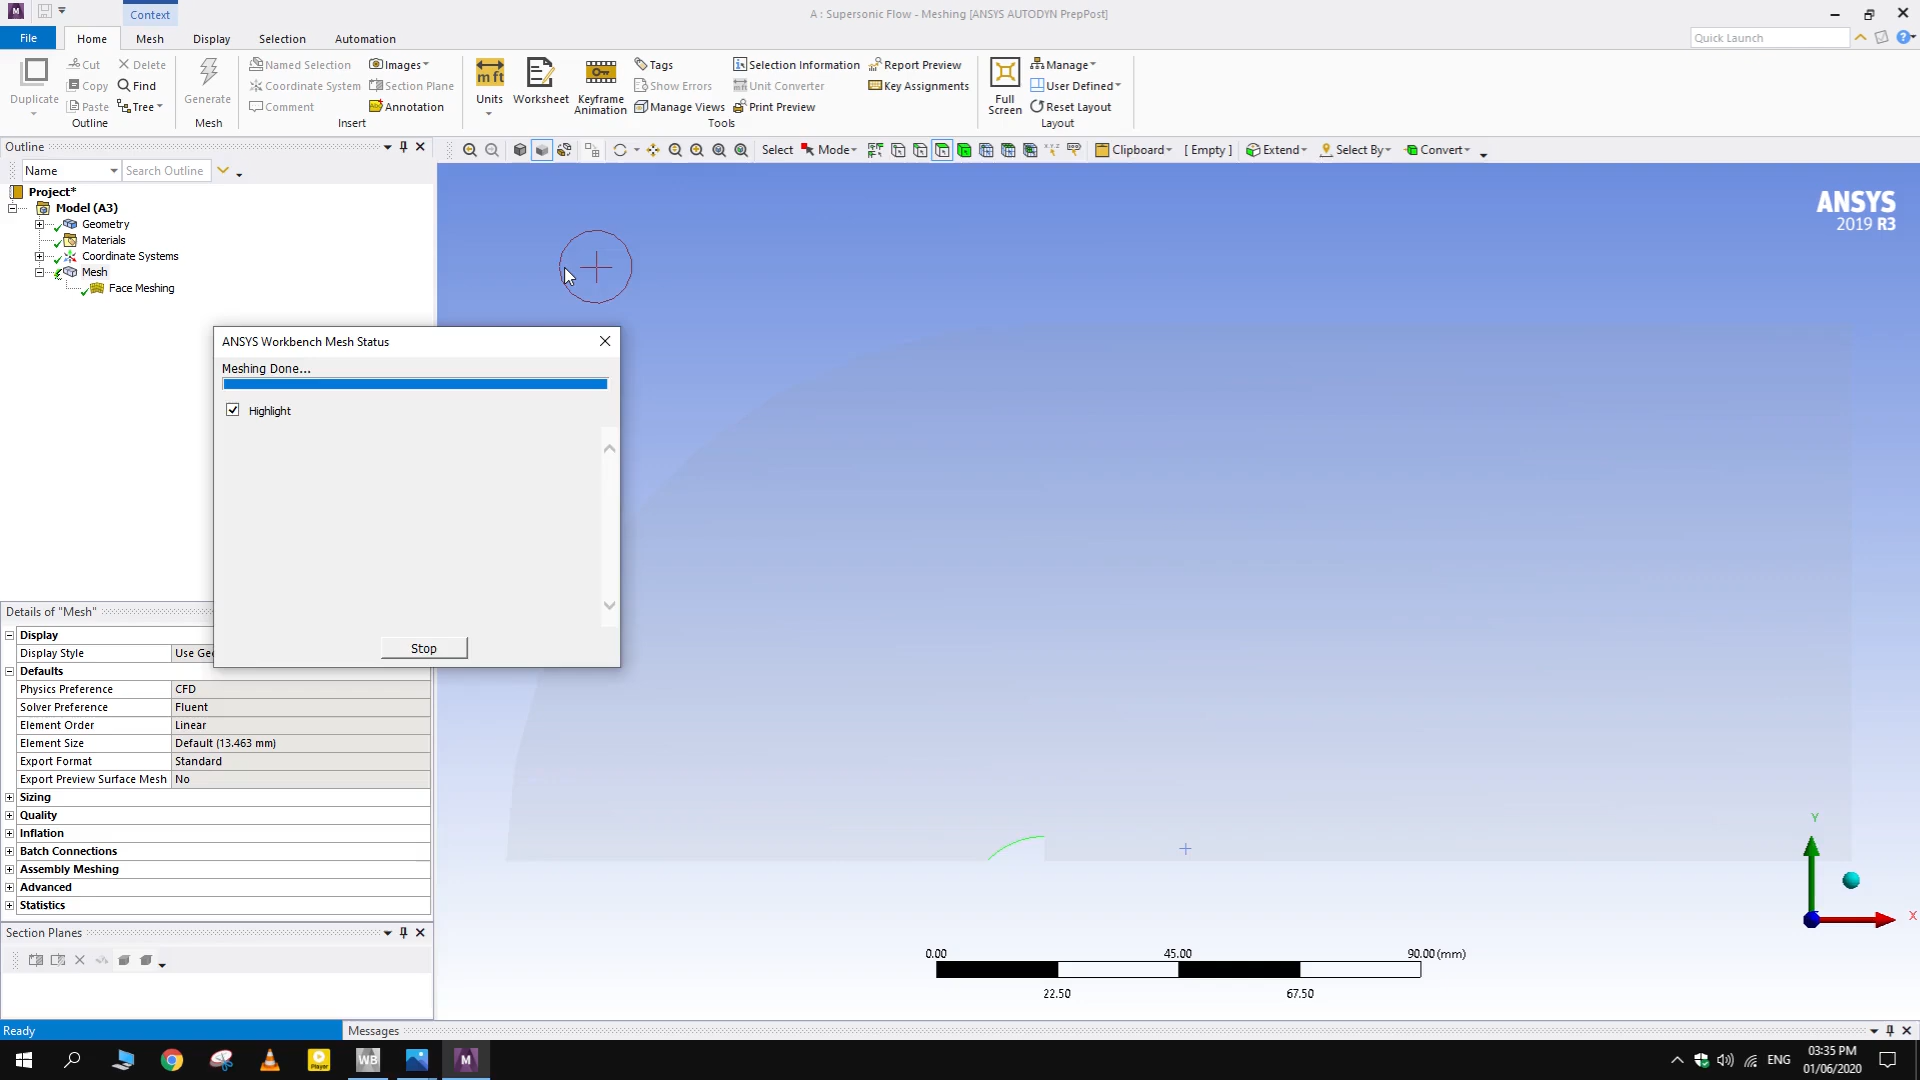 Context
A : Supersonic Flow - Meshing [ANSYS AUTODYN PrepPost]
File
Home
Mesh
Display
Selection
Automation
Quick Launch
Duplicate
Cut
Delete
Copy
Find
Paste
Tree
Outline
Generate
Mesh
Named Selection
Coordinate System
Comment
Images
Section Plane
Annotation
Insert
Units
Worksheet
Keyframe
Animation
Tags
Show Errors
Manage Views
Selection Information
Unit Converter
Print Preview
Report Preview
Key Assignments
Tools
Full
Screen
Manage
User Defined
Reset Layout
Layout
Outline
Name
Search Outline
Select
Mode
Clipboard
[ Empty ]
Extend
Select By
Convert
Project*
Model (A3)
Geometry
Materials
Coordinate Systems
Mesh
Face Meshing
ANSYS
2019 R3
ANSYS Workbench Mesh Status
Meshing Done...
Highlight
Stop
Details of "Mesh"
Display
Display Style
Use Ge
Defaults
Physics Preference
CFD
Solver Preference
Fluent
Element Order
Linear
Element Size
Default (13.463 mm)
Export Format
Standard
Export Preview Surface Mesh
No
Sizing
Quality
Inflation
Batch Connections
Assembly Meshing
Advanced
Statistics
Section Planes
Y
X
0.00
45.00
90.00 (mm)
22.50
67.50
Ready
Messages
WB
Player
M
ENG
03:35 PM
01/06/2020